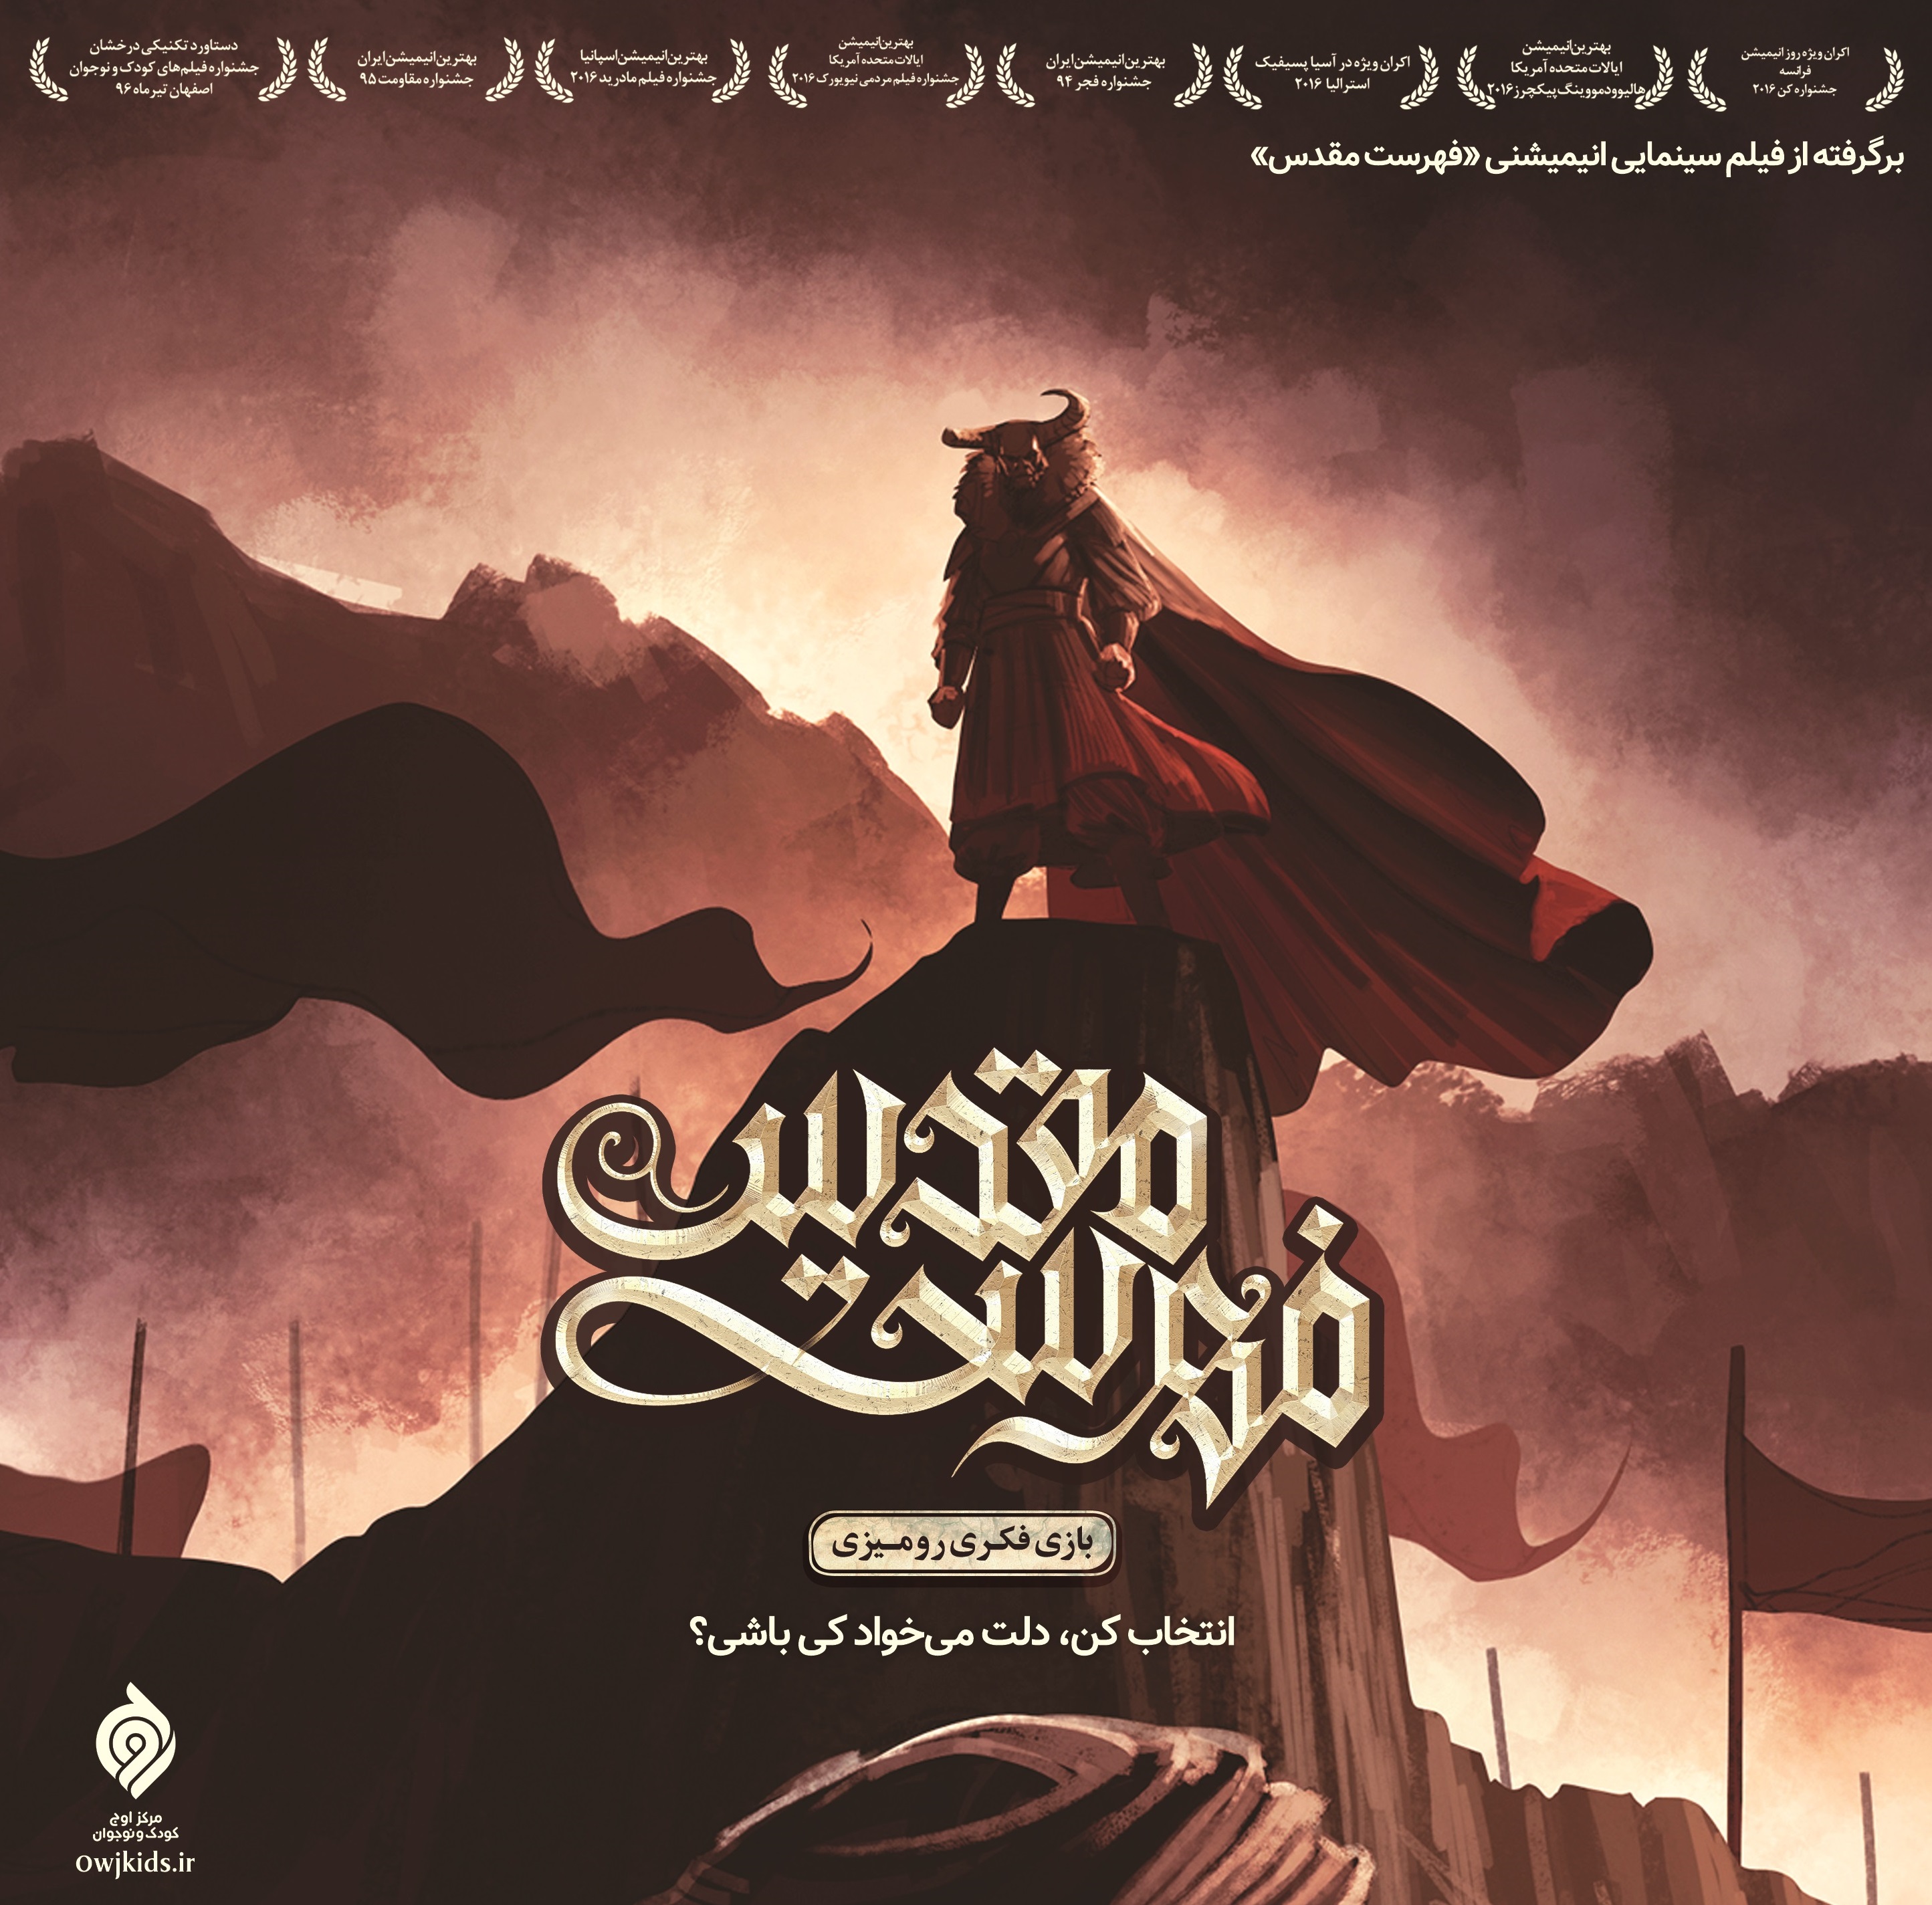 اکران ویژه روز انیمیشن
فرانسه
جشنواره کن ۲۰۱۶
بهترین انیمیشن
ایالات متحده آمریکا
هالیوود مووینگ پیکچرز ۲۰۱۶
اکران ویژه در آسیا پسیفیک
استرالیا ۲۰۱۶
بهترین انیمیشن ایران
جشنواره فجر ۹۴
بهترین انیمیشن
ایالات متحده آمریکا
جشنواره فیلم مردمی نیویورک ۲۰۱۶
بهترین انیمیشن اسپانیا
جشنواره فیلم مادرید ۲۰۱۶
بهترین انیمیشن ایران
جشنواره مقاومت ۹۵
دستاورد تکنیکی درخشان
جشنواره فیلم‌های کودک و نوجوان
اصفهان تیرماه ۹۶
برگرفته از فیلم سینمایی انیمیشنی «فهرست مقدس»
فهرست
مقدس
بازی فکری رومیزی
انتخاب کن، دلت می‌خواد کی باشی؟
مرکز اوج
کودک و نوجوان
Owjkids.ir